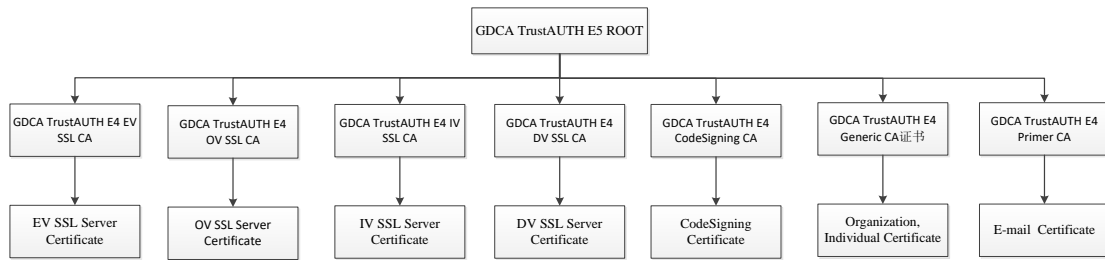 GDCA TrustAUTH E5 ROOT
GDCA TrustAUTH E4 EV
SSL CA
GDCA TrustAUTH E4
OV SSL CA
GDCA TrustAUTH E4 IV
SSL CA
GDCA TrustAUTH E4
DV SSL CA
GDCA TrustAUTH E4
CodeSigning CA
GDCA TrustAUTH E4
Generic CA证书
GDCA TrustAUTH E4
Primer CA
EV SSL Server
Certificate
OV SSL Server
Certificate
IV SSL Server
Certificate
DV SSL Server
Certificate
CodeSigning
Certificate
Organization,
Individual Certificate
E-mail Certificate